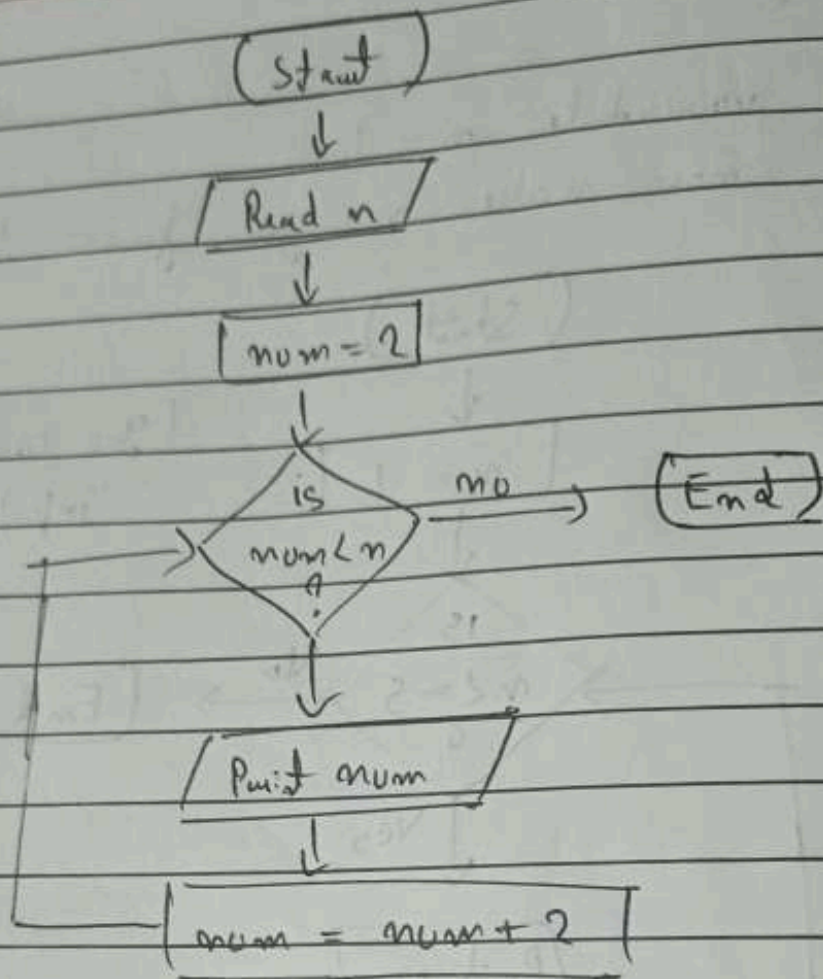 Start
Read n
num = 2
is
num < n
?
no
End
Print num
num = num + 2